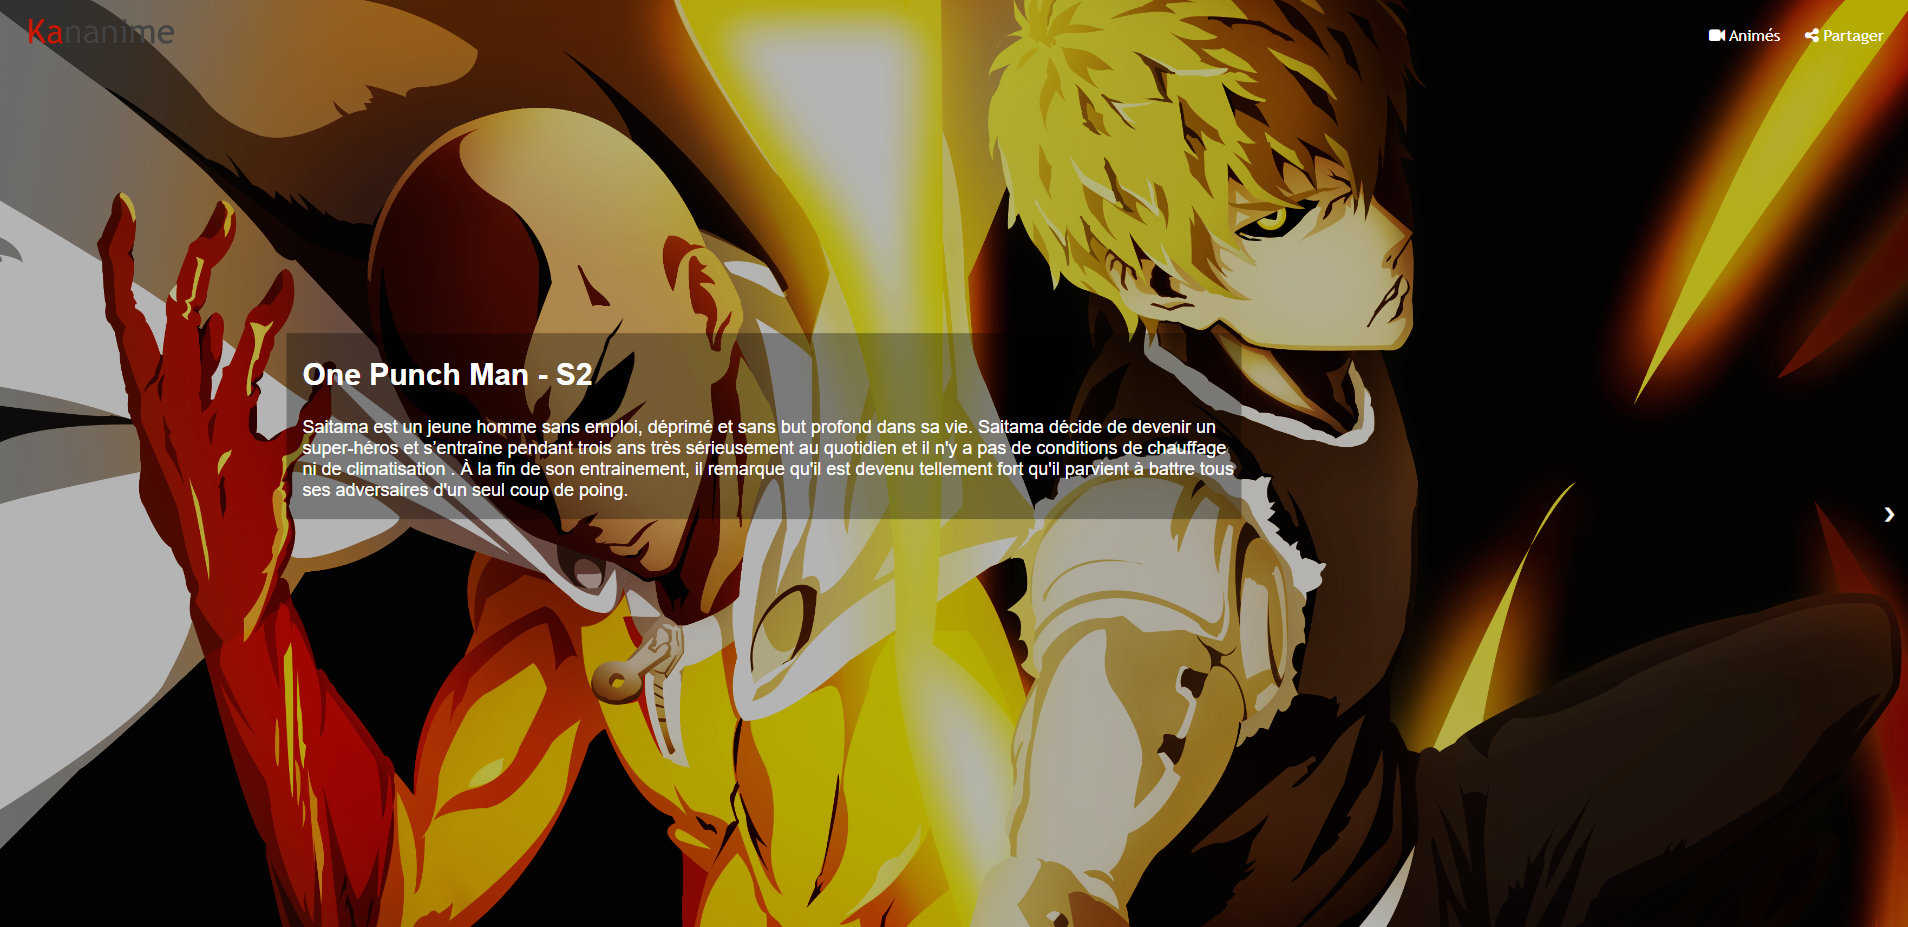 Kananime
Animés
Partager
One Punch Man - S2
Saitama est un jeune homme sans emploi, déprimé et sans but profond dans sa vie. Saitama décide de devenir un
super-héros et s'entraîne pendant trois ans très sérieusement au quotidien et il n'y a pas de conditions de chauffage
ni de climatisation . À la fin de son entrainement, il remarque qu'il est devenu tellement fort qu'il parvient à battre tous
ses adversaires d'un seul coup de poing.